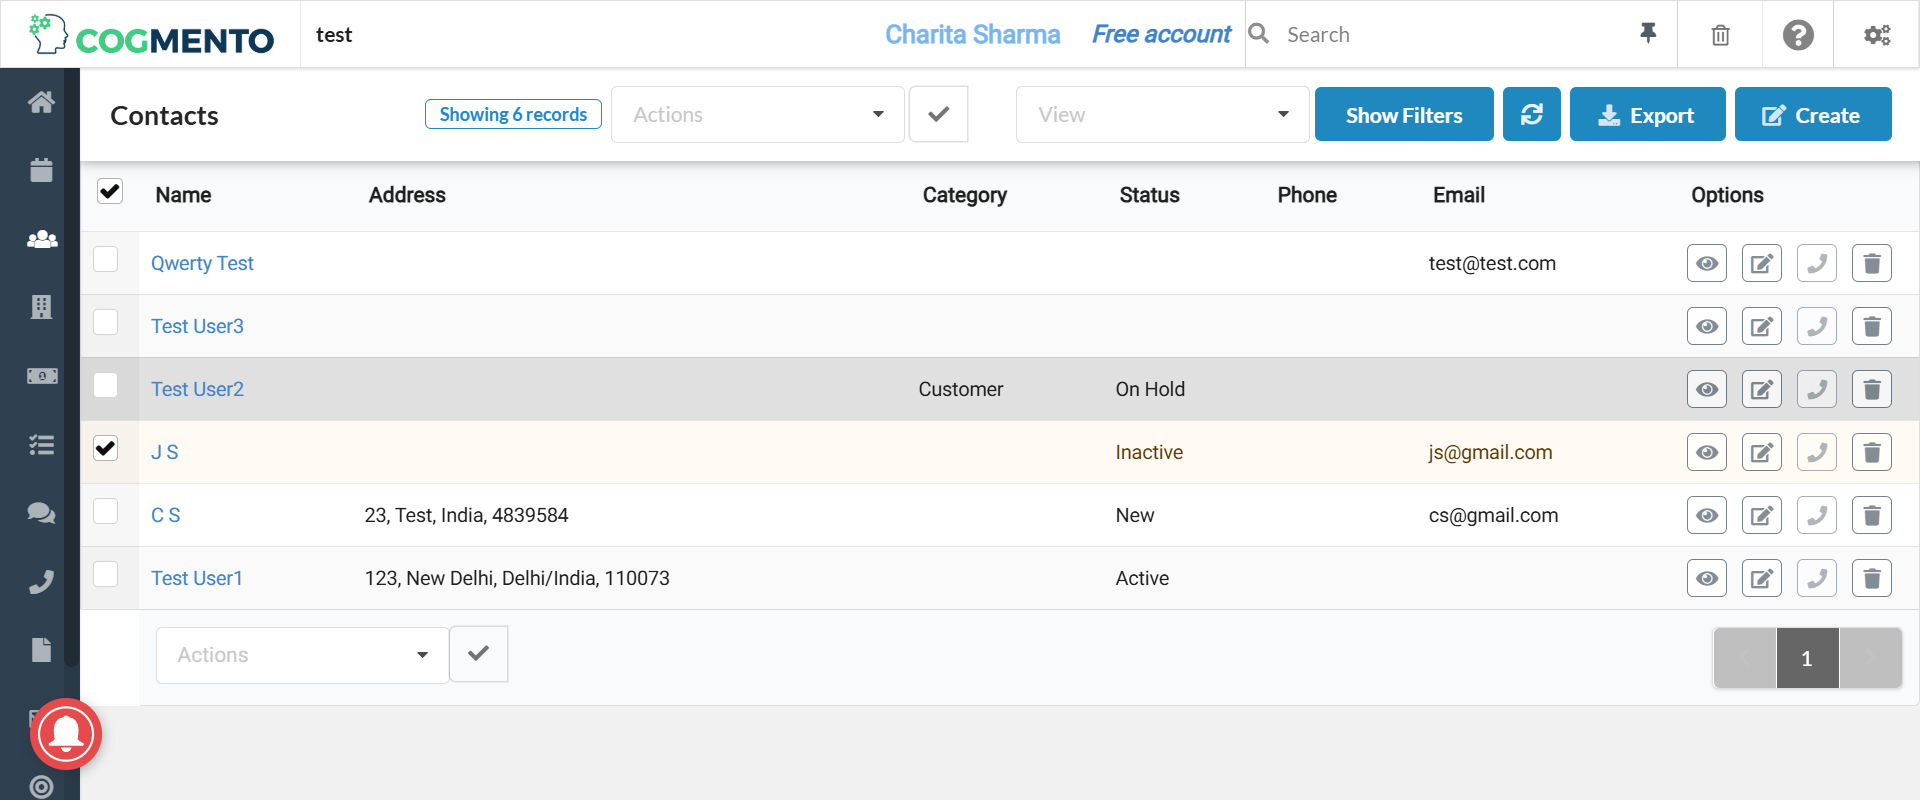 COGMENTO
test
Charita Sharma
Free account
Search
Contacts
Showing 6 records
Actions
View
Show Filters
Export
Create
Name Address Category Status Phone Email Options
Qwerty Test test@test.com
Test User3
Test User2 Customer On Hold
J S Inactive js@gmail.com
C S 23, Test, India, 4839584 New cs@gmail.com
Test User1 123, New Delhi, Delhi/India, 110073 Active
Actions
1